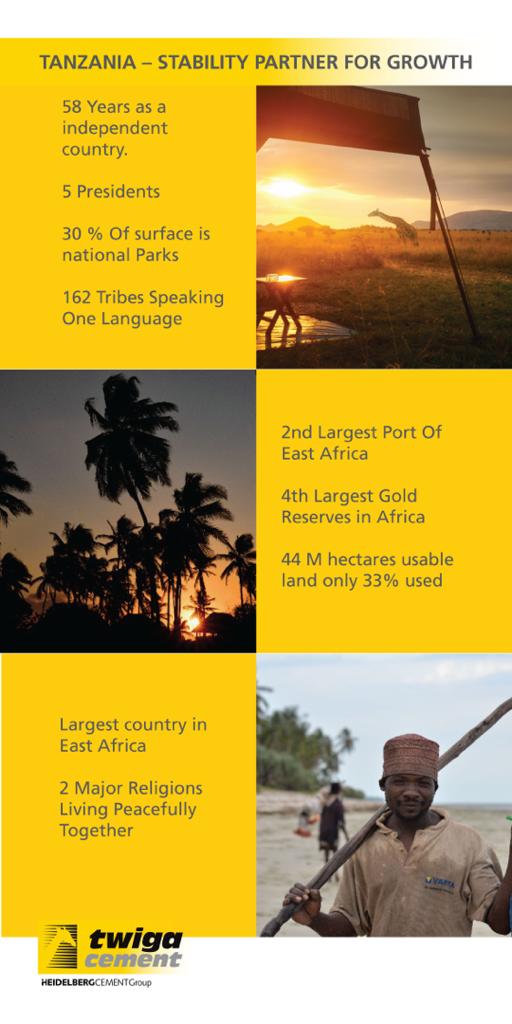 TANZANIA – STABILITY PARTNER FOR GROWTH
58 Years as a
independent
country.
5 Presidents
30 % Of surface is
national Parks
162 Tribes Speaking
One Language
2nd Largest Port Of
East Africa
4th Largest Gold
Reserves in Africa
44 M hectares usable
land only 33% used
Largest country in
East Africa
2 Major Religions
Living Peacefully
Together
VARTA
twiga
cement
HEIDELBERGCEMENTGroup